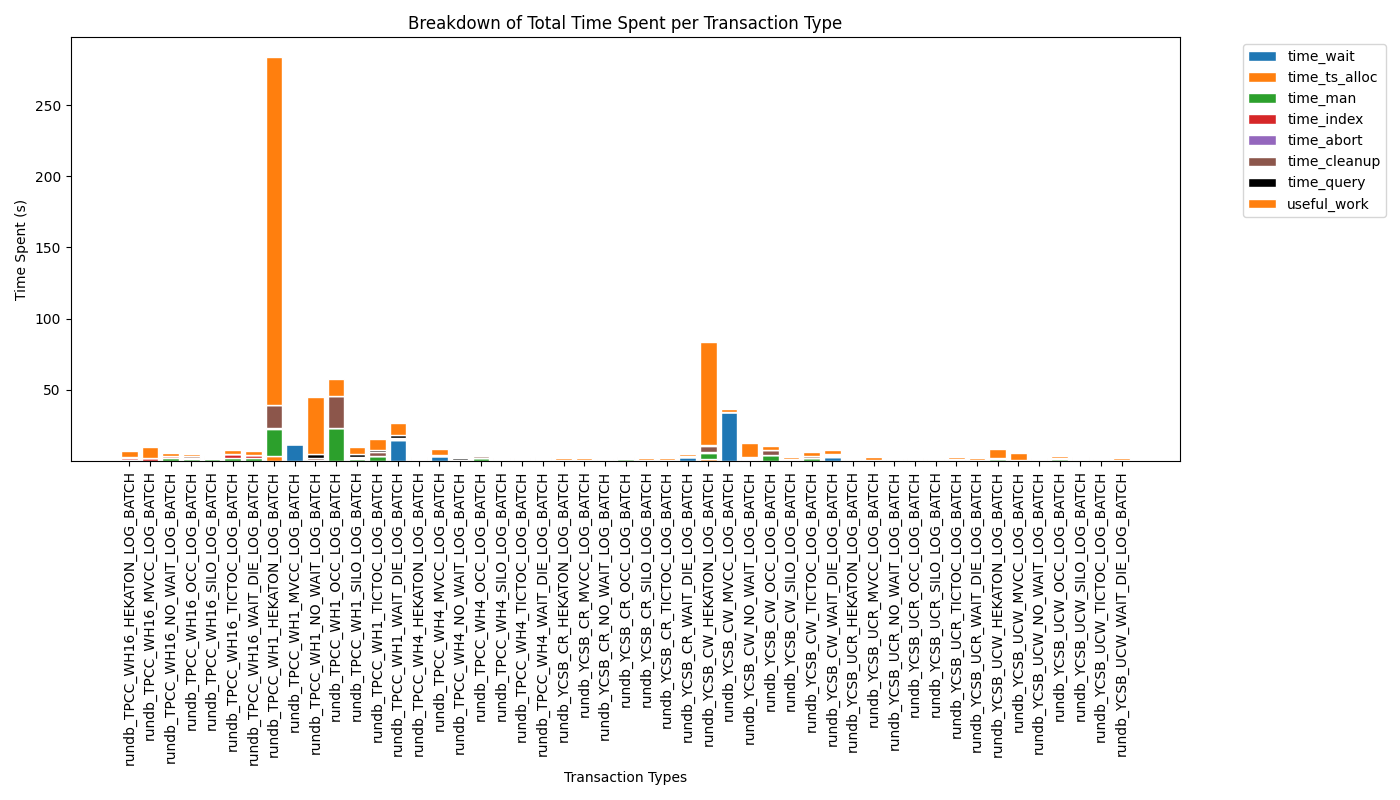 Breakdown of Total Time Spent per Transaction Type
time_wait
time_ts_alloc
time_man
time_index
time_abort
time_cleanup
time_query
useful_work
Time Spent (s)
250
200
150
100
50
rundb_TPCC_WH16_HEKATON_LOG_BATCH
rundb_TPCC_WH16_MVCC_LOG_BATCH
rundb_TPCC_WH16_NO_WAIT_LOG_BATCH
rundb_TPCC_WH16_OCC_LOG_BATCH
rundb_TPCC_WH16_SILO_LOG_BATCH
rundb_TPCC_WH16_TICTOC_LOG_BATCH
rundb_TPCC_WH16_WAIT_DIE_LOG_BATCH
rundb_TPCC_WH1_HEKATON_LOG_BATCH
rundb_TPCC_WH1_MVCC_LOG_BATCH
rundb_TPCC_WH1_NO_WAIT_LOG_BATCH
rundb_TPCC_WH1_OCC_LOG_BATCH
rundb_TPCC_WH1_SILO_LOG_BATCH
rundb_TPCC_WH1_TICTOC_LOG_BATCH
rundb_TPCC_WH1_WAIT_DIE_LOG_BATCH
rundb_TPCC_WH4_HEKATON_LOG_BATCH
rundb_TPCC_WH4_MVCC_LOG_BATCH
rundb_TPCC_WH4_NO_WAIT_LOG_BATCH
rundb_TPCC_WH4_OCC_LOG_BATCH
rundb_TPCC_WH4_SILO_LOG_BATCH
rundb_TPCC_WH4_TICTOC_LOG_BATCH
rundb_TPCC_WH4_WAIT_DIE_LOG_BATCH
rundb_YCSB_CR_HEKATON_LOG_BATCH
rundb_YCSB_CR_MVCC_LOG_BATCH
rundb_YCSB_CR_NO_WAIT_LOG_BATCH
rundb_YCSB_CR_OCC_LOG_BATCH
rundb_YCSB_CR_SILO_LOG_BATCH
rundb_YCSB_CR_TICTOC_LOG_BATCH
rundb_YCSB_CR_WAIT_DIE_LOG_BATCH
rundb_YCSB_CW_HEKATON_LOG_BATCH
rundb_YCSB_CW_MVCC_LOG_BATCH
rundb_YCSB_CW_NO_WAIT_LOG_BATCH
rundb_YCSB_CW_OCC_LOG_BATCH
rundb_YCSB_CW_SILO_LOG_BATCH
rundb_YCSB_CW_TICTOC_LOG_BATCH
rundb_YCSB_CW_WAIT_DIE_LOG_BATCH
rundb_YCSB_UCR_HEKATON_LOG_BATCH
rundb_YCSB_UCR_MVCC_LOG_BATCH
rundb_YCSB_UCR_NO_WAIT_LOG_BATCH
rundb_YCSB_UCR_OCC_LOG_BATCH
rundb_YCSB_UCR_SILO_LOG_BATCH
rundb_YCSB_UCR_TICTOC_LOG_BATCH
rundb_YCSB_UCR_WAIT_DIE_LOG_BATCH
rundb_YCSB_UCW_HEKATON_LOG_BATCH
rundb_YCSB_UCW_MVCC_LOG_BATCH
rundb_YCSB_UCW_NO_WAIT_LOG_BATCH
rundb_YCSB_UCW_OCC_LOG_BATCH
rundb_YCSB_UCW_SILO_LOG_BATCH
rundb_YCSB_UCW_TICTOC_LOG_BATCH
rundb_YCSB_UCW_WAIT_DIE_LOG_BATCH
Transaction Types